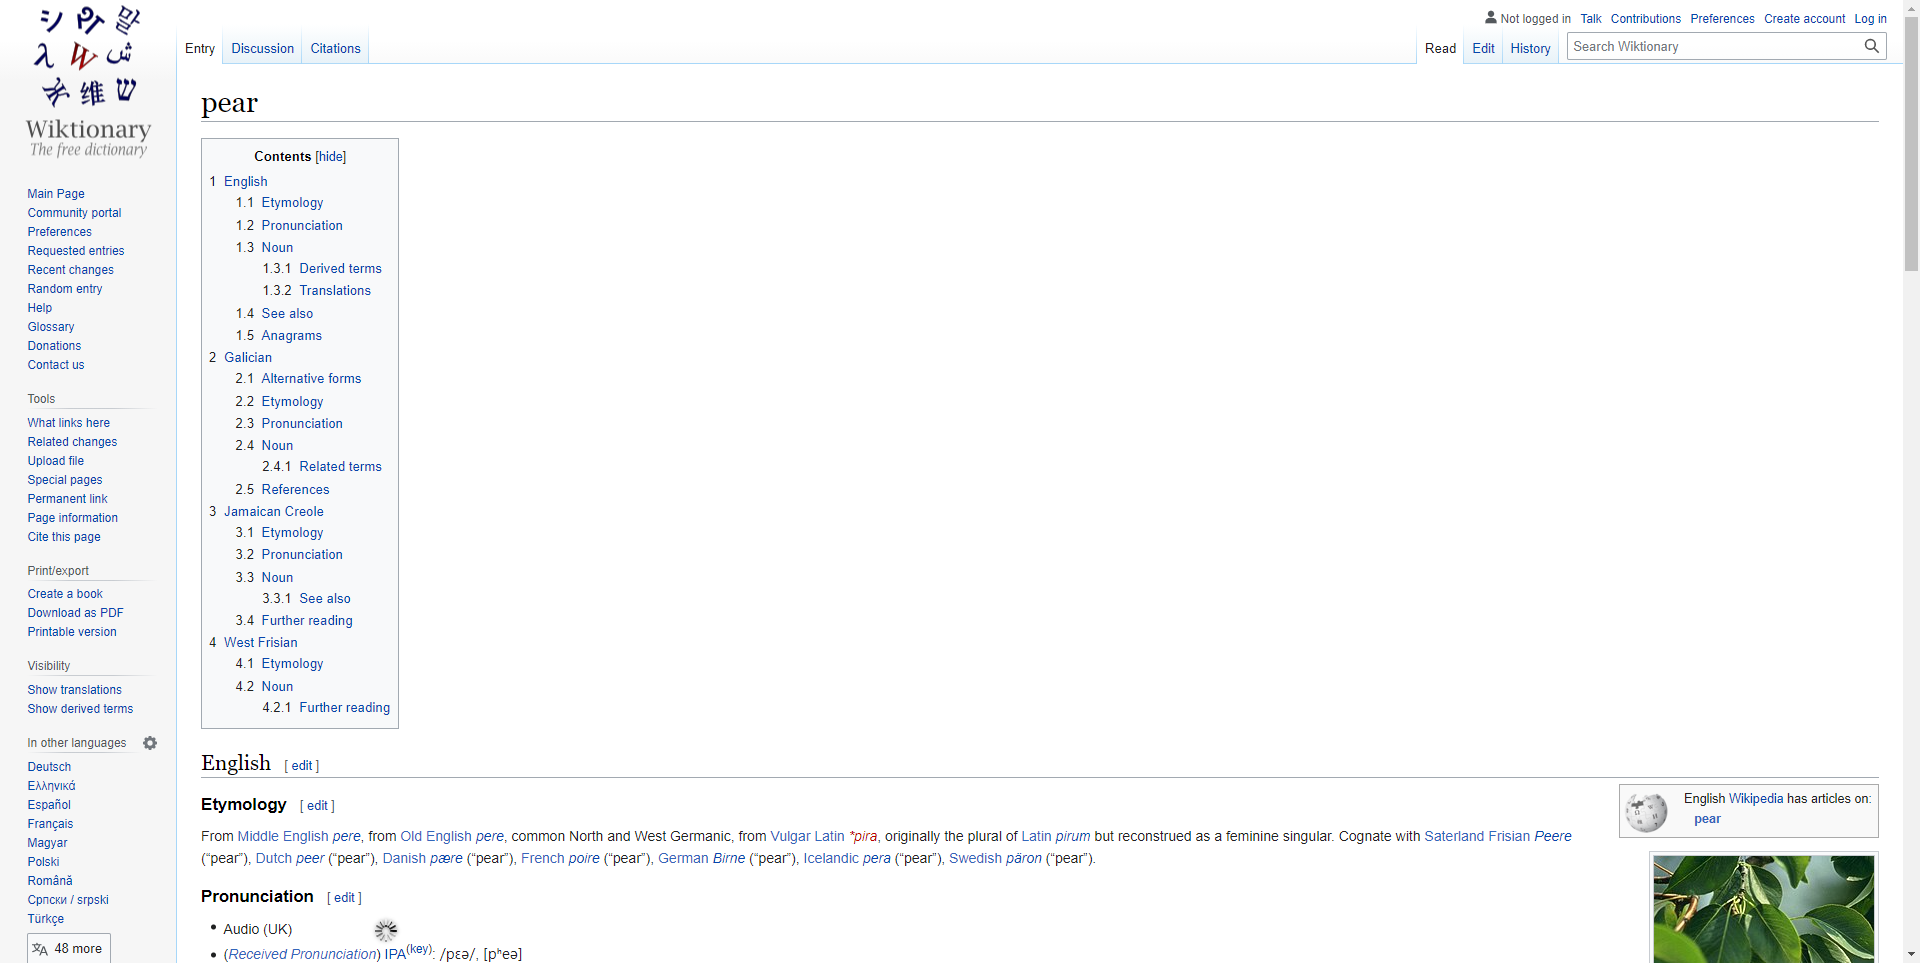 シ
Wiktionary
The free dictionary
Not logged in Talk Contributions Preferences Create account Log in
Entry Discussion Citations
Read Edit History Search Wiktionary
pear
Main Page
Community portal
Preferences
Requested entries
Recent changes
Random entry
Help
Glossary
Donations
Contact us
Tools
What links here
Related changes
Upload file
Special pages
Permanent link
Page information
Cite this page
Print/export
Create a book
Download as PDF
Printable version
Visibility
Show translations
Show derived terms
In other languages
Deutsch
Ελληνικά
Español
Français
Magyar
Polski
Română
Српски / srpski
Türkçe
48 more
Contents [hide]
1 English
1.1 Etymology
1.2 Pronunciation
1.3 Noun
1.3.1 Derived terms
1.3.2 Translations
1.4 See also
1.5 Anagrams
2 Galician
2.1 Alternative forms
2.2 Etymology
2.3 Pronunciation
2.4 Noun
2.4.1 Related terms
2.5 References
3 Jamaican Creole
3.1 Etymology
3.2 Pronunciation
3.3 Noun
3.3.1 See also
3.4 Further reading
4 West Frisian
4.1 Etymology
4.2 Noun
4.2.1 Further reading
English [ edit ]
Etymology [ edit ]
From Middle English pere, from Old English pere, common North and West Germanic, from Vulgar Latin *pira, originally the plural of Latin pirum but reconstrued as a feminine singular. Cognate with Saterland Frisian Peere
(“pear”), Dutch peer (“pear”), Danish pære (“pear”), French poire (“pear”), German Birne (“pear”), Icelandic pera (“pear”), Swedish päron (“pear”).
English Wikipedia has articles on:
pear
Pronunciation [ edit ]
Audio (UK)
(Received Pronunciation) IPA(key): /pɛə/, [pʰeə]